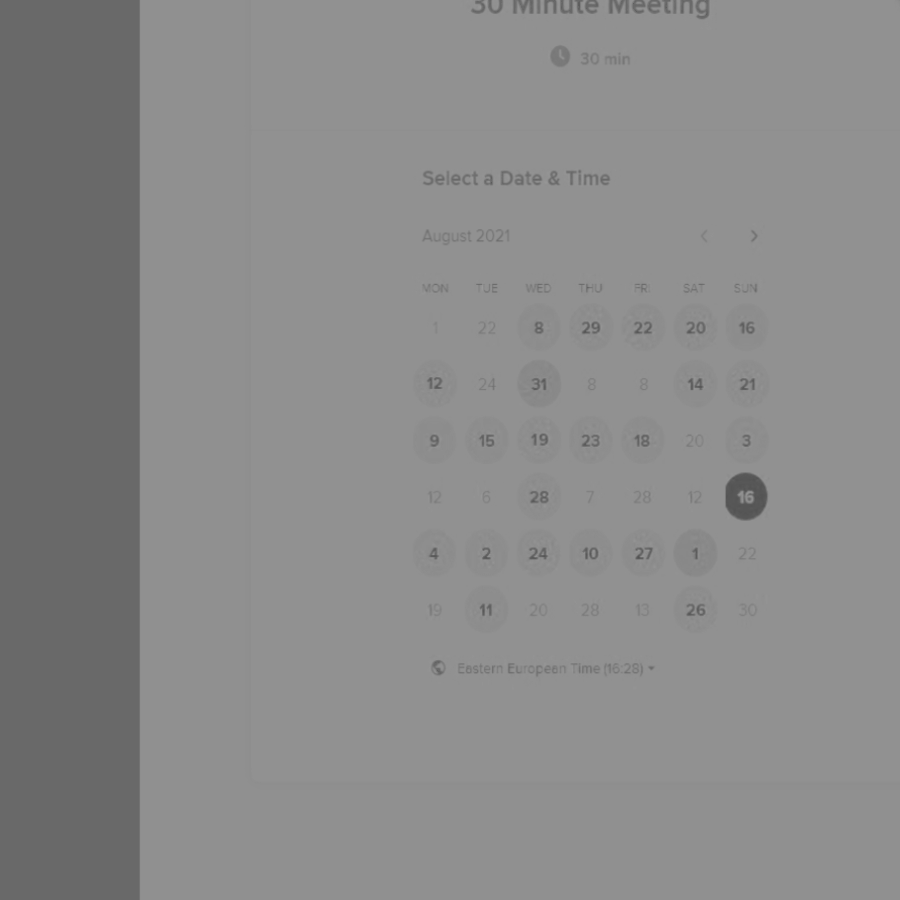 30 Minute Meeting
30 min
Select a Date & Time
August 2021
MON TUE WED THU FRI SAT SUN
1 22 8 29 22 20 16
12 24 31 8 8 14 21
9 15 19 23 18 20 3
12 6 28 7 28 12 16
4 2 24 10 27 1 22
19 11 20 28 13 26 30
Eastern European Time (16:28)